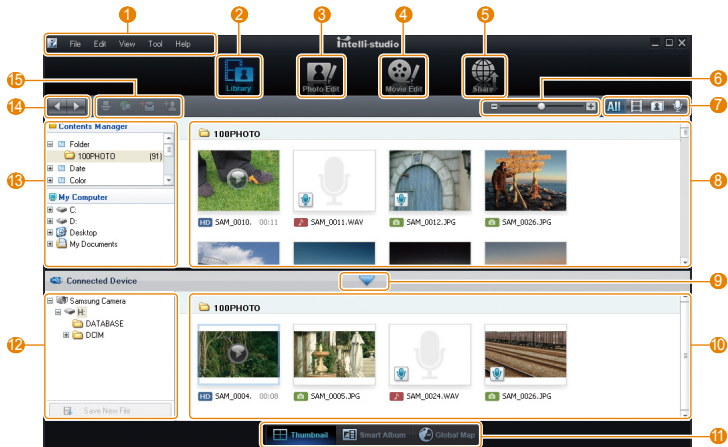 1 2 3 4 5
File Edit View Tool Help
intelli-studio
Library Photo Edit Movie Edit Share
15 6
14 All 7
Contents Manager
Folder
100PHOTO (91)
Date
Color
13
My Computer
C:
D:
Desktop
My Documents
100PHOTO
HD SAM_0010. 00:11 SAM_0011.WAV SAM_0012.JPG SAM_0026.JPG
8
Connected Device
9
Samsung Camera
H:
DATABASE
DCIM
12
Save New File
100PHOTO
HD SAM_0004. 00:08 SAM_0005.JPG SAM_0024.WAV SAM_0026.JPG
10
Thumbnail Smart Album Global Map
11